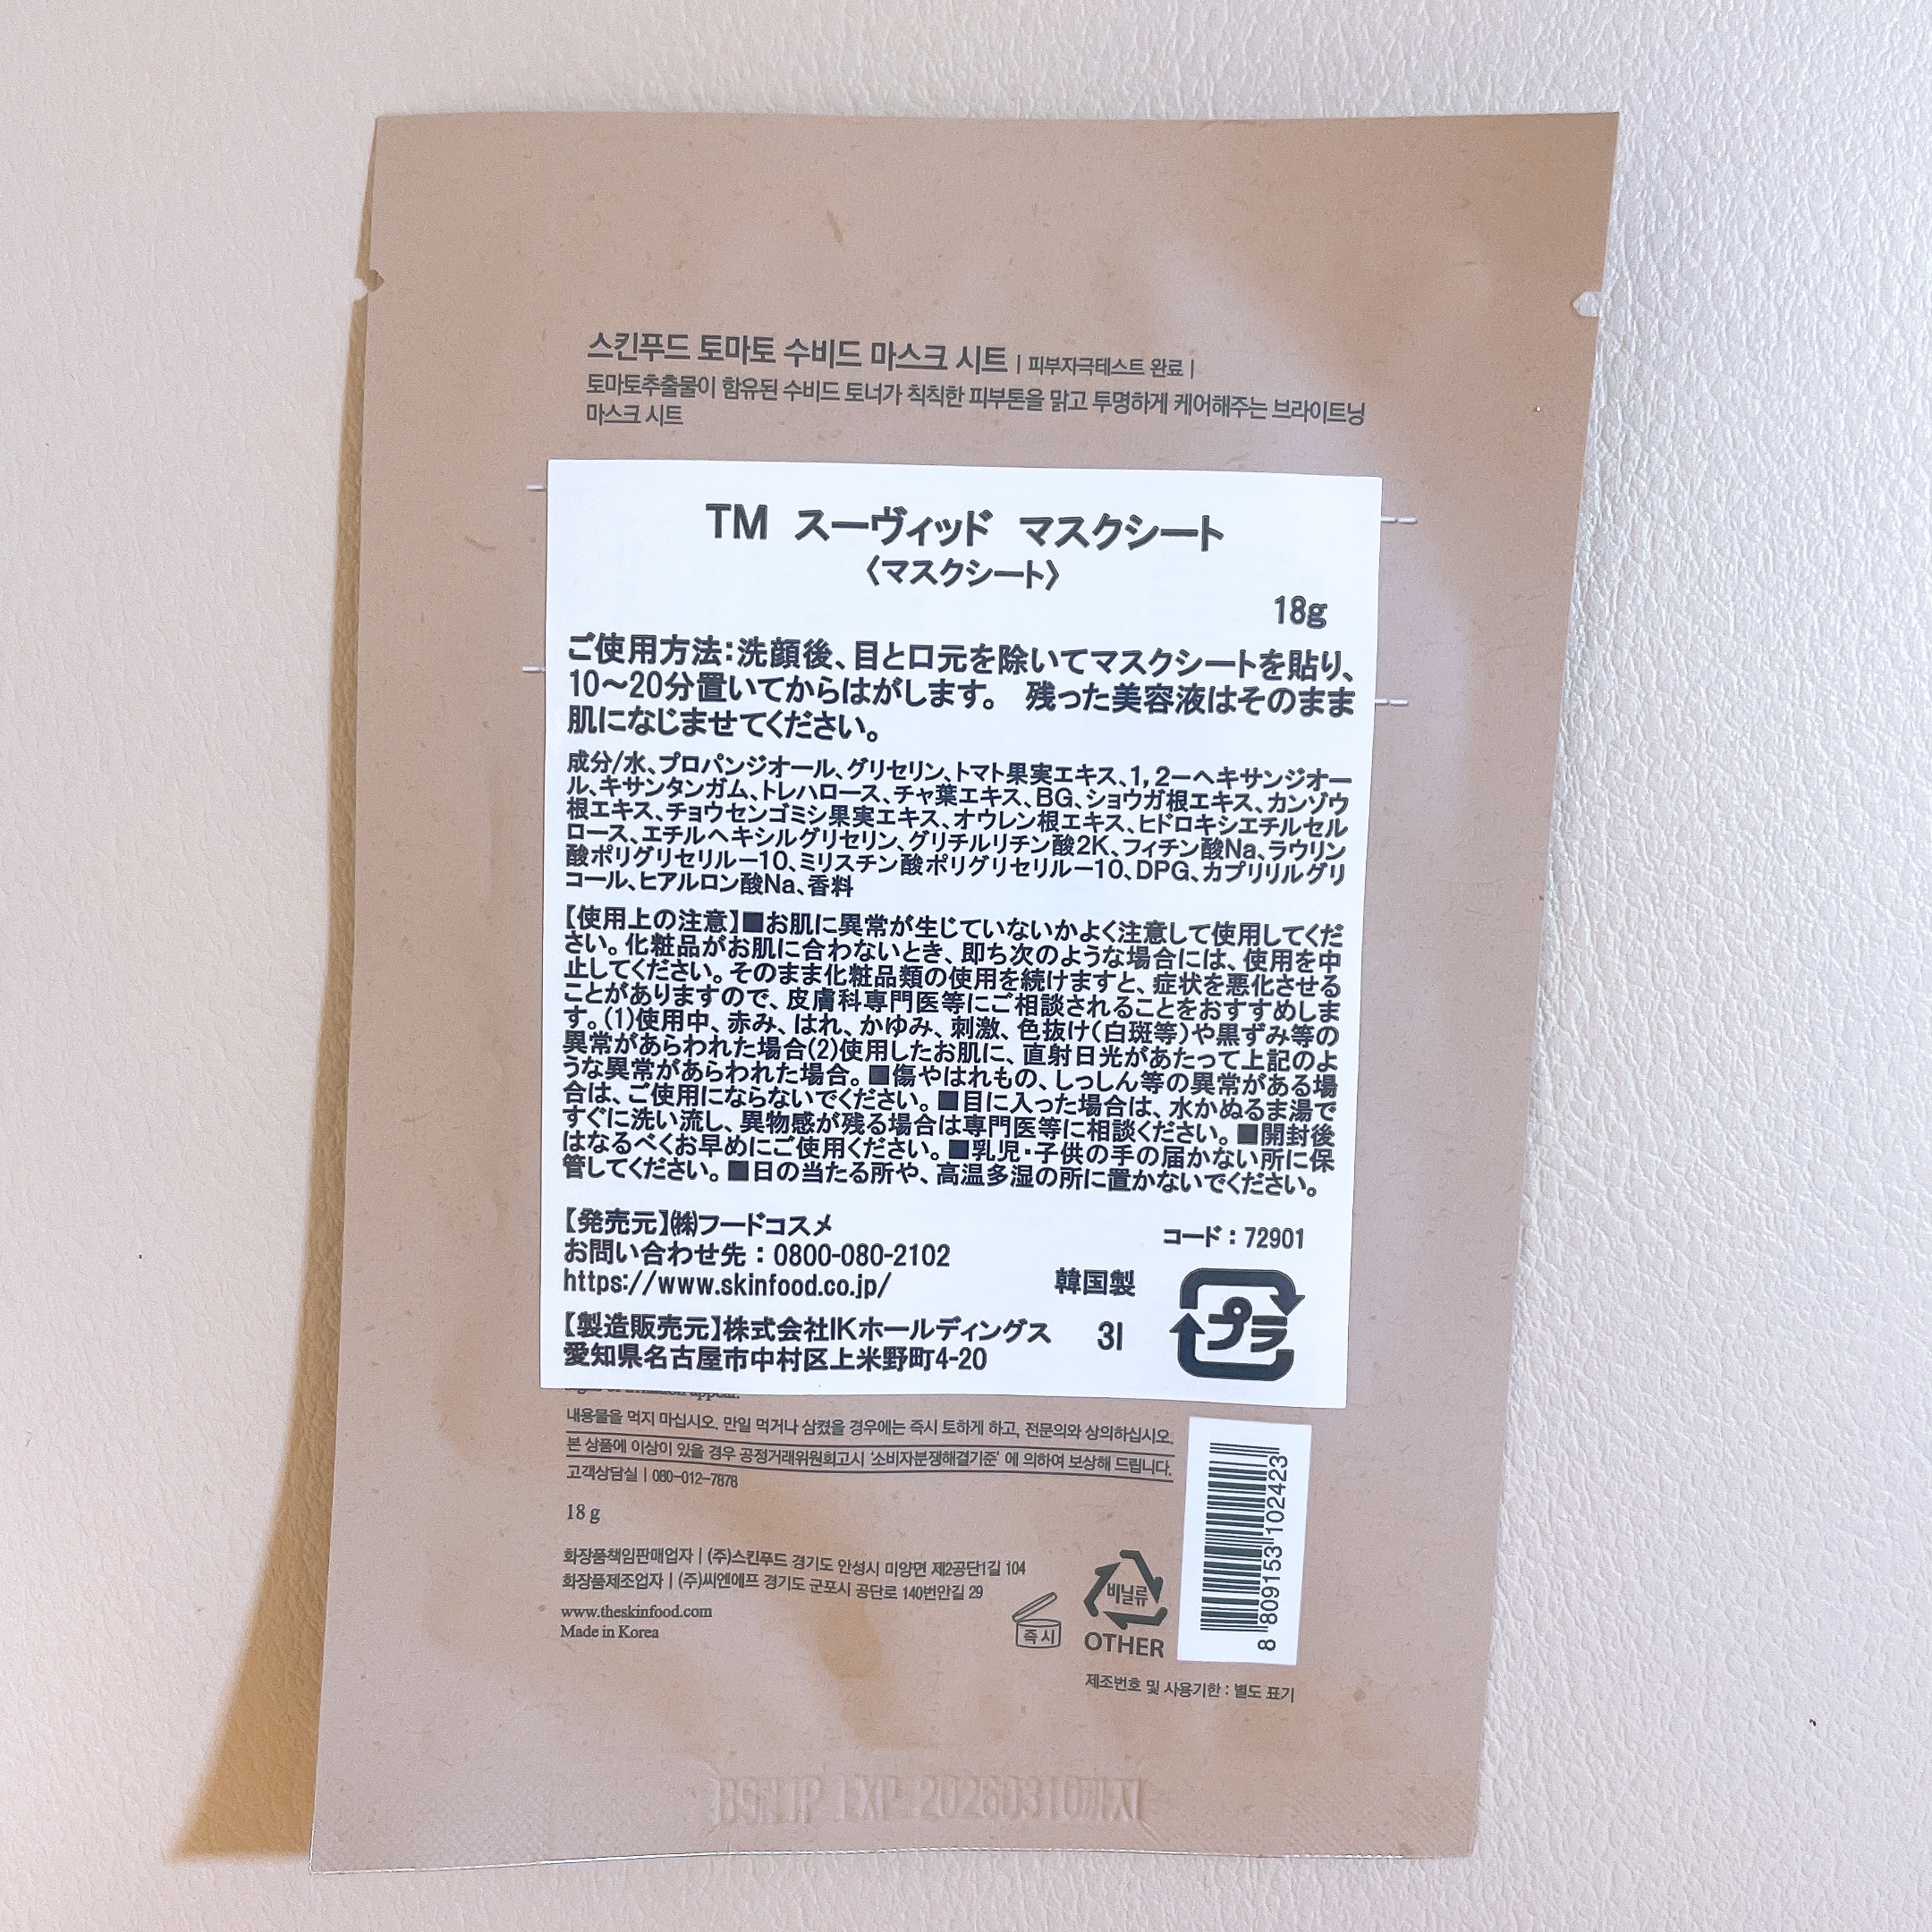 스킨푸드 토마토 수비드 마스크 시트 | 피부자극테스트 완료 |
토마토추출물이 함유된 수비드 토너가 칙칙한 피부톤을 맑고 투명하게 케어해주는 브라이트닝
마스크 시트
TM スーヴィッド マスクシート
〈マスクシート〉
18g
ご使用方法:洗顔後、目と口元を除いてマスクシートを貼り、
10〜20分置いてからはがします。 残った美容液はそのまま
肌になじませてください。
成分/水、プロパンジオール、グリセリン、トマト果実エキス、1,2ーヘキサンジオー
ル、キサンタンガム、トレハロース、チャ葉エキス、BG、ショウガ根エキス、カンゾウ
根エキス、チョウセンゴミシ果実エキス、オウレン根エキス、ヒドロキシエチルセル
ロース、エチルヘキシルグリセリン、グリチルリチン酸2K、フィチン酸Na、ラウリン
酸ポリグリセリルー10、ミリスチン酸ポリグリセリルー10、DPG、カプリリルグリ
コール、ヒアルロン酸Na、香料
【使用上の注意】■お肌に異常が生じていないかよく注意して使用してくだ
さい。化粧品がお肌に合わないとき、即ち次のような場合には、使用を中
止してください。そのまま化粧品類の使用を続けますと、症状を悪化させる
ことがありますので、皮膚科専門医等にご相談されることをおすすめしま
す。(1)使用中、赤み、はれ、かゆみ、刺激、色抜け(白斑等)や黒ずみ等の
異常があらわれた場合(2)使用したお肌に、直射日光があたって上記のよ
うな異常があらわれた場合。■傷やはれもの、しっしん等の異常がある場
合は、ご使用にならないでください。■目に入った場合は、水かぬるま湯で
すぐに洗い流し、異物感が残る場合は専門医等に相談ください。■開封後
はなるべくお早めにご使用ください。■乳児・子供の手の届かない所に保
管してください。■日の当たる所や、高温多湿の所に置かないでください。
【発売元】㈱フードコスメ
コード:72901
お問い合わせ先:0800-080-2102
https://www.skinfood.co.jp/
韓国製
プラ
【製造販売元】株式会社IKホールディングス
3I
愛知県名古屋市中村区上米野町4-20
내용물을 먹지 마십시오. 만일 먹거나 삼켰을 경우에는 즉시 토하게 하고, 전문의와 상의하십시오.
본 상품에 이상이 있을 경우 공정거래위원회고시 '소비자분쟁해결기준' 에 의하여 보상해 드립니다.
고객상담실 | 080-012-7878
18 g
화장품책임판매업자 | (주)스킨푸드 경기도 안성시 미양면 제2공단1길 104
화장품제조업자 | (주)씨엔에프 경기도 군포시 공단로 140번안길 29
www.theskinfood.com
Made in Korea
즉시
비닐류
OTHER
8 809153 102423
제조번호 및 사용기한 : 별도 표기
EXP 20260310까지